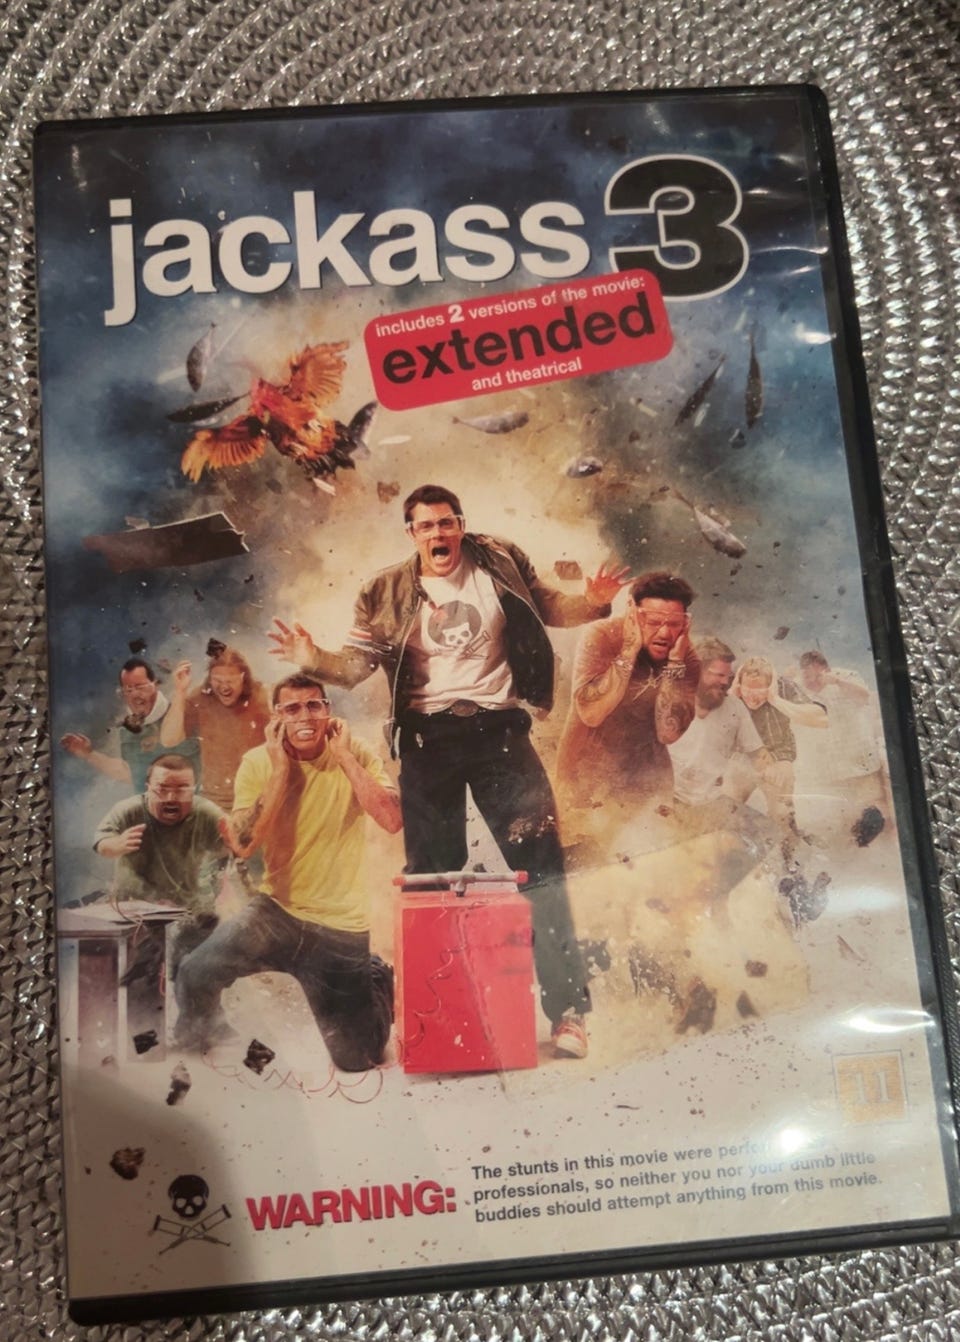 jackass 3
includes 2 versions of the movie:
extended
and theatrical
11
WARNING:
The stunts in this movie were
professionals, so neither you nor your dumb little
buddies should attempt anything from this movie.